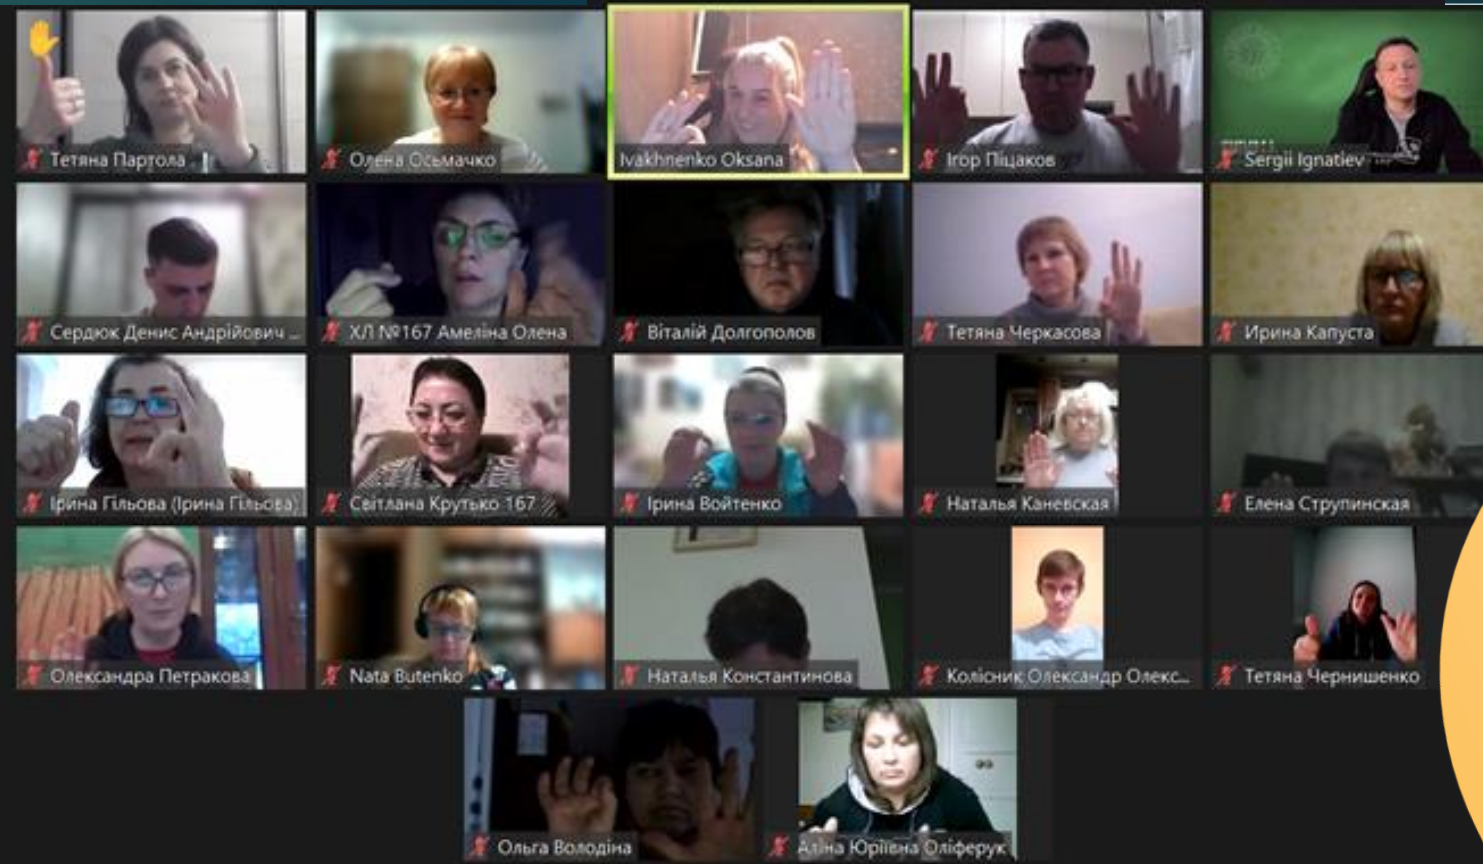 Тетяна Партола
Олена Осьмачко
Ivakhnenko Oksana
Ігор Піцаков
Sergii Ignatiev
Сердюк Денис Андрійович ...
ХЛ №167 Амеліна Олена
Віталій Долгополов
Тетяна Черкасова
Ирина Капуста
Ірина Гільова (Ірина Гільова)
Світлана Крутько 167
Ірина Войтенко
Наталья Каневская
Елена Струпинская
Олександра Петракова
Nata Butenko
Наталья Константинова
Колісник Олександр Олекс...
Тетяна Чернишенко
Ольга Володіна
Аліна Юріївна Оліферук